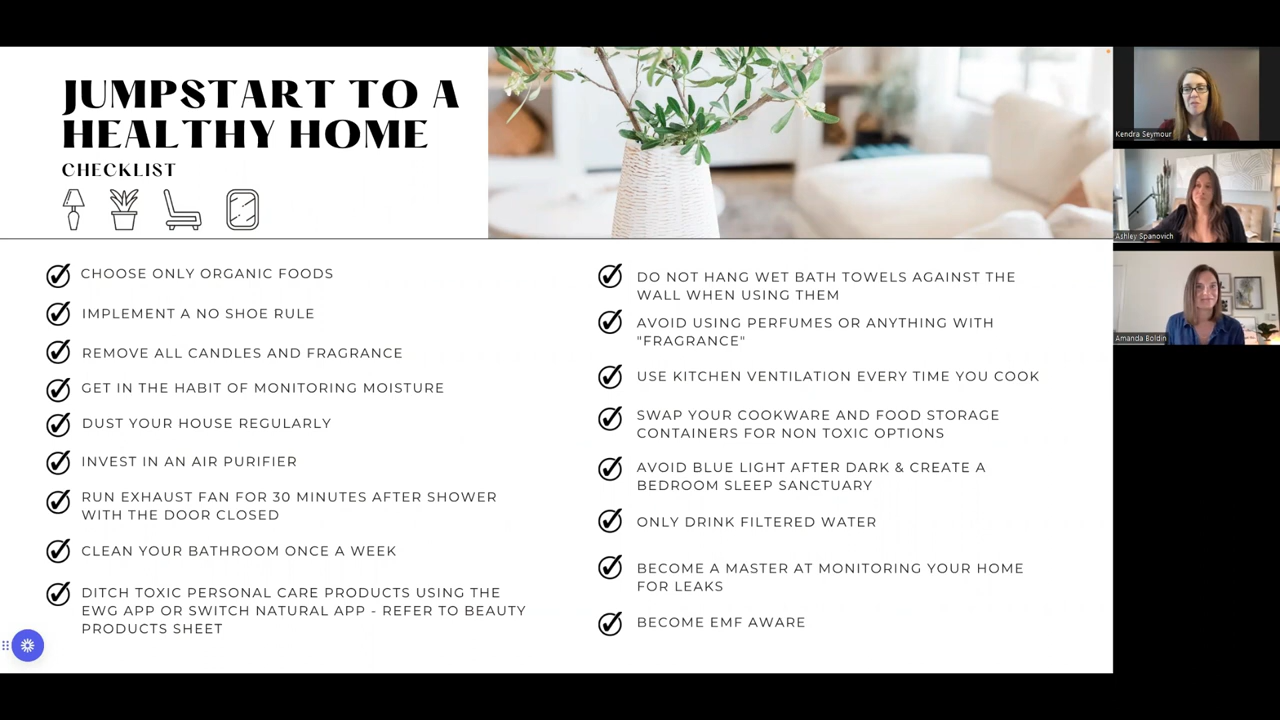 JUMPSTART TO A
HEALTHY HOME
CHECKLIST
CHOOSE ONLY ORGANIC FOODS
IMPLEMENT A NO SHOE RULE
REMOVE ALL CANDLES AND FRAGRANCE
GET IN THE HABIT OF MONITORING MOISTURE
DUST YOUR HOUSE REGULARLY
INVEST IN AN AIR PURIFIER
RUN EXHAUST FAN FOR 30 MINUTES AFTER SHOWER
WITH THE DOOR CLOSED
CLEAN YOUR BATHROOM ONCE A WEEK
DITCH TOXIC PERSONAL CARE PRODUCTS USING THE
EWG APP OR SWITCH NATURAL APP - REFER TO BEAUTY
PRODUCTS SHEET
DO NOT HANG WET BATH TOWELS AGAINST THE
WALL WHEN USING THEM
AVOID USING PERFUMES OR ANYTHING WITH
"FRAGRANCE"
USE KITCHEN VENTILATION EVERY TIME YOU COOK
SWAP YOUR COOKWARE AND FOOD STORAGE
CONTAINERS FOR NON TOXIC OPTIONS
AVOID BLUE LIGHT AFTER DARK & CREATE A
BEDROOM SLEEP SANCTUARY
ONLY DRINK FILTERED WATER
BECOME A MASTER AT MONITORING YOUR HOME
FOR LEAKS
BECOME EMF AWARE
Kendra Seymour
Ashley Spanovich
Amanda Boldin